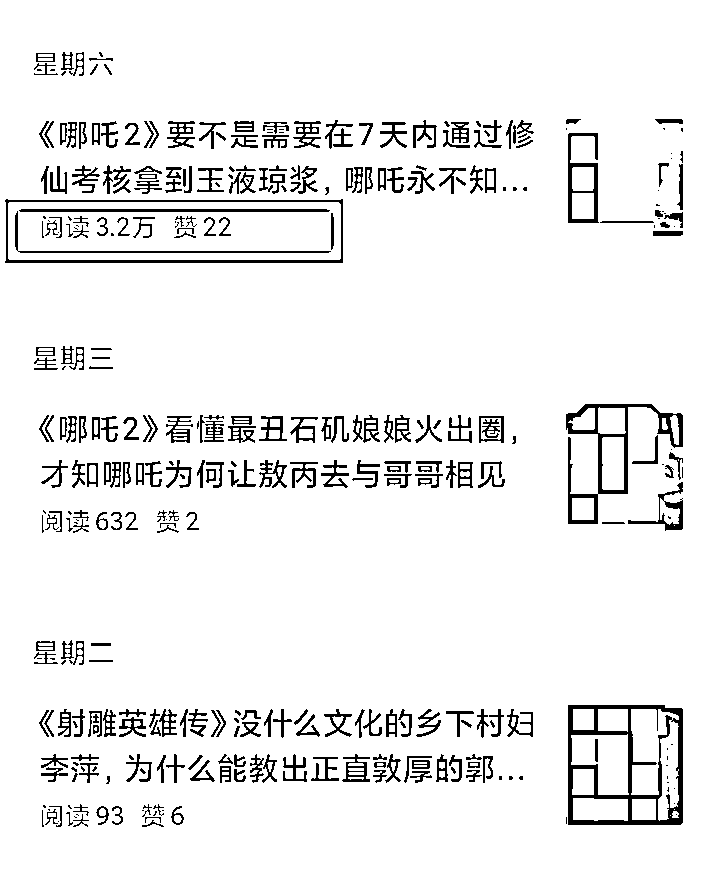 星期六
《哪吒2》要不是需要在7天内通过修
仙考核拿到玉液琼浆，哪吒永不知...
阅读 3.2万 赞 22
星期三
《哪吒2》看懂最丑石矶娘娘火出圈，
才知哪吒为何让敖丙去与哥哥相见
阅读 632 赞 2
星期二
《射雕英雄传》没什么文化的乡下村妇
李萍，为什么能教出正直敦厚的郭...
阅读 93 赞 6